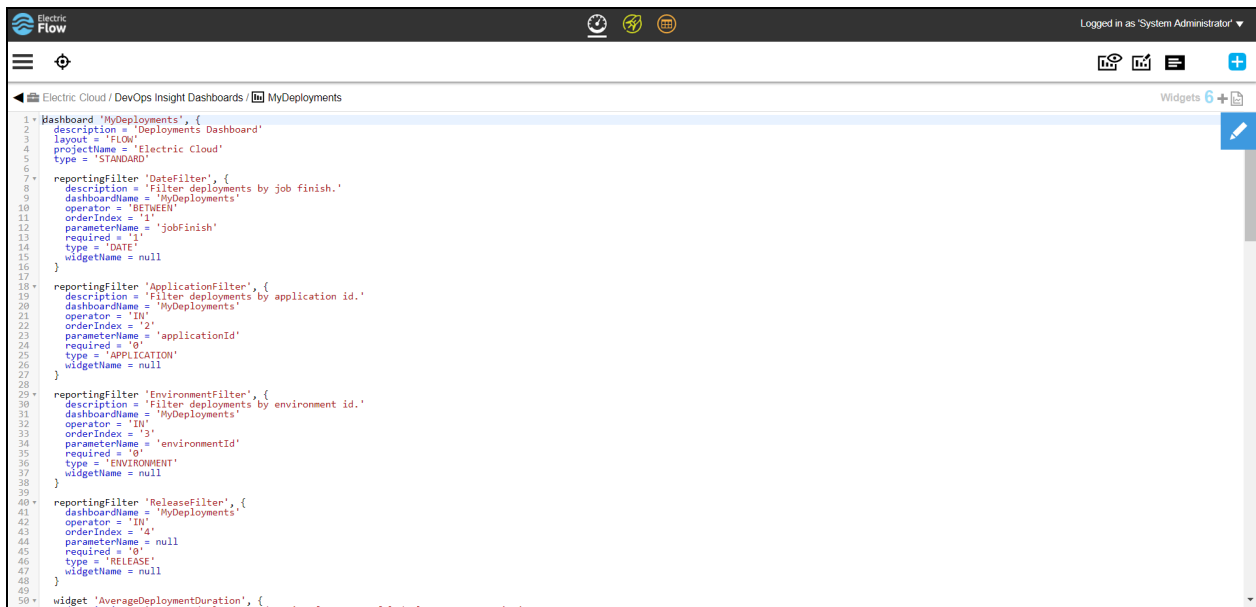 Electric
Flow
Logged in as 'System Administrator'
Electric Cloud / DevOps Insight Dashboards / MyDeployments
Widgets 6
1 dashboard 'MyDeployments', {
2 description = 'Deployments Dashboard'
3 layout = 'FLOW'
4 projectName = 'Electric Cloud'
5 type = 'STANDARD'
6
7 reportingFilter 'DateFilter', {
8 description = 'Filter deployments by job finish.'
9 dashboardName = 'MyDeployments'
10 operator = 'BETWEEN'
11 orderIndex = '1'
12 parameterName = 'jobFinish'
13 required = '1'
14 type = 'DATE'
15 widgetName = null
16 }
17
18 reportingFilter 'ApplicationFilter', {
19 description = 'Filter deployments by application id.'
20 dashboardName = 'MyDeployments'
21 operator = 'IN'
22 orderIndex = '2'
23 parameterName = 'applicationId'
24 required = '0'
25 type = 'APPLICATION'
26 widgetName = null
27 }
28
29 reportingFilter 'EnvironmentFilter', {
30 description = 'Filter deployments by environment id.'
31 dashboardName = 'MyDeployments'
32 operator = 'IN'
33 orderIndex = '3'
34 parameterName = 'environmentId'
35 required = '0'
36 type = 'ENVIRONMENT'
37 widgetName = null
38 }
39
40 reportingFilter 'ReleaseFilter', {
41 dashboardName = 'MyDeployments'
42 operator = 'IN'
43 orderIndex = '4'
44 parameterName = null
45 required = '0'
46 type = 'RELEASE'
47 widgetName = null
48 }
49
50 widget 'AverageDeploymentDuration', {